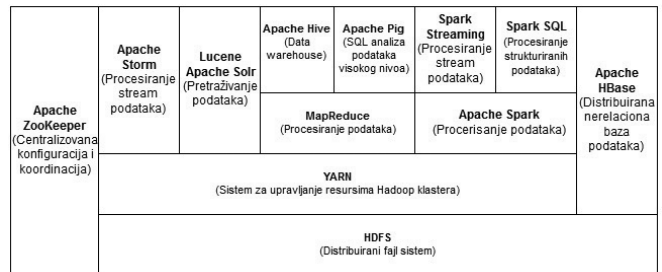 Apache
ZooKeeper
(Centralizovana
konfiguracija i
koordinacija)
Apache
Storm
(Procesiranje
stream
podataka)
Lucene
Apache Solr
(Pretraživanje
podataka)
Apache Hive
(Data
warehouse)
Apache Pig
(SQL analiza
podataka
visokog nivoa)
Spark
Streaming
(Procesiranje
stream
podataka)
Spark SQL
(Procesiranje
strukturiranih
podataka)
MapReduce
(Procesiranje podataka)
Apache Spark
(Procerisanje podataka)
Apache
HBase
(Distribuirana
nerelaciona
baza
podataka)
YARN
(Sistem za upravljanje resursima Hadoop klastera)
HDFS
(Distribuirani fajl sistem)